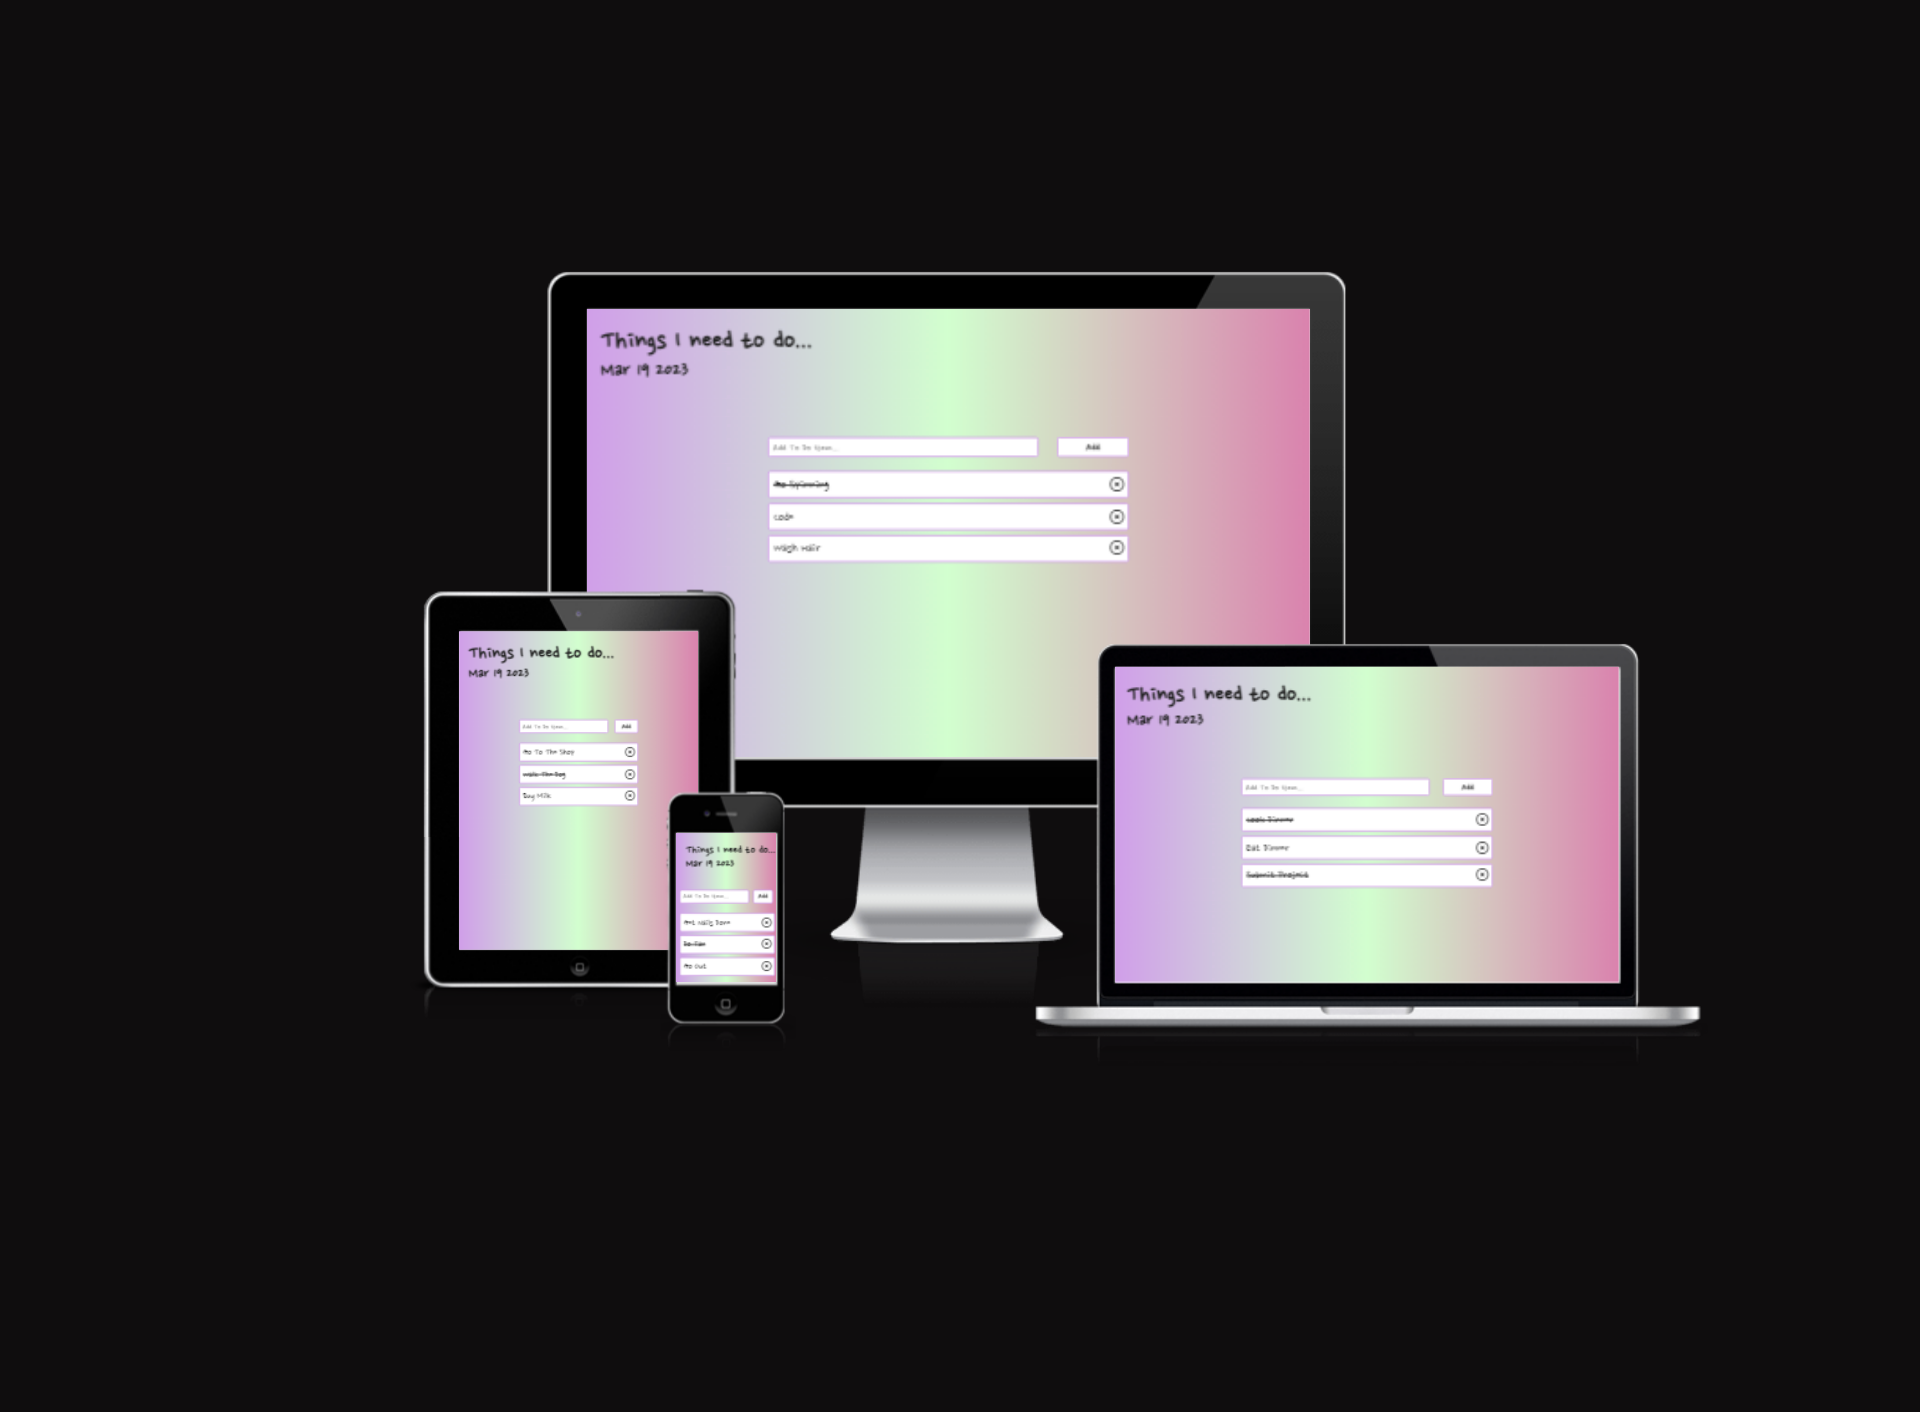 Things I need to do...
Mar 19 2023
Add To Do Item...
Add
Go Spinning
Code
Wash Hair
Things I need to do...
Mar 19 2023
Add To Do Item...
Add
Go To The Shop
Walk The Dog
Buy Milk
Things I need to do...
Mar 19 2023
Add To Do Item...
Add
Get Nails Done
Go Out
Things I need to do...
Mar 19 2023
Add To Do Item...
Add
Cook Dinner
Eat Dinner
Submit Project